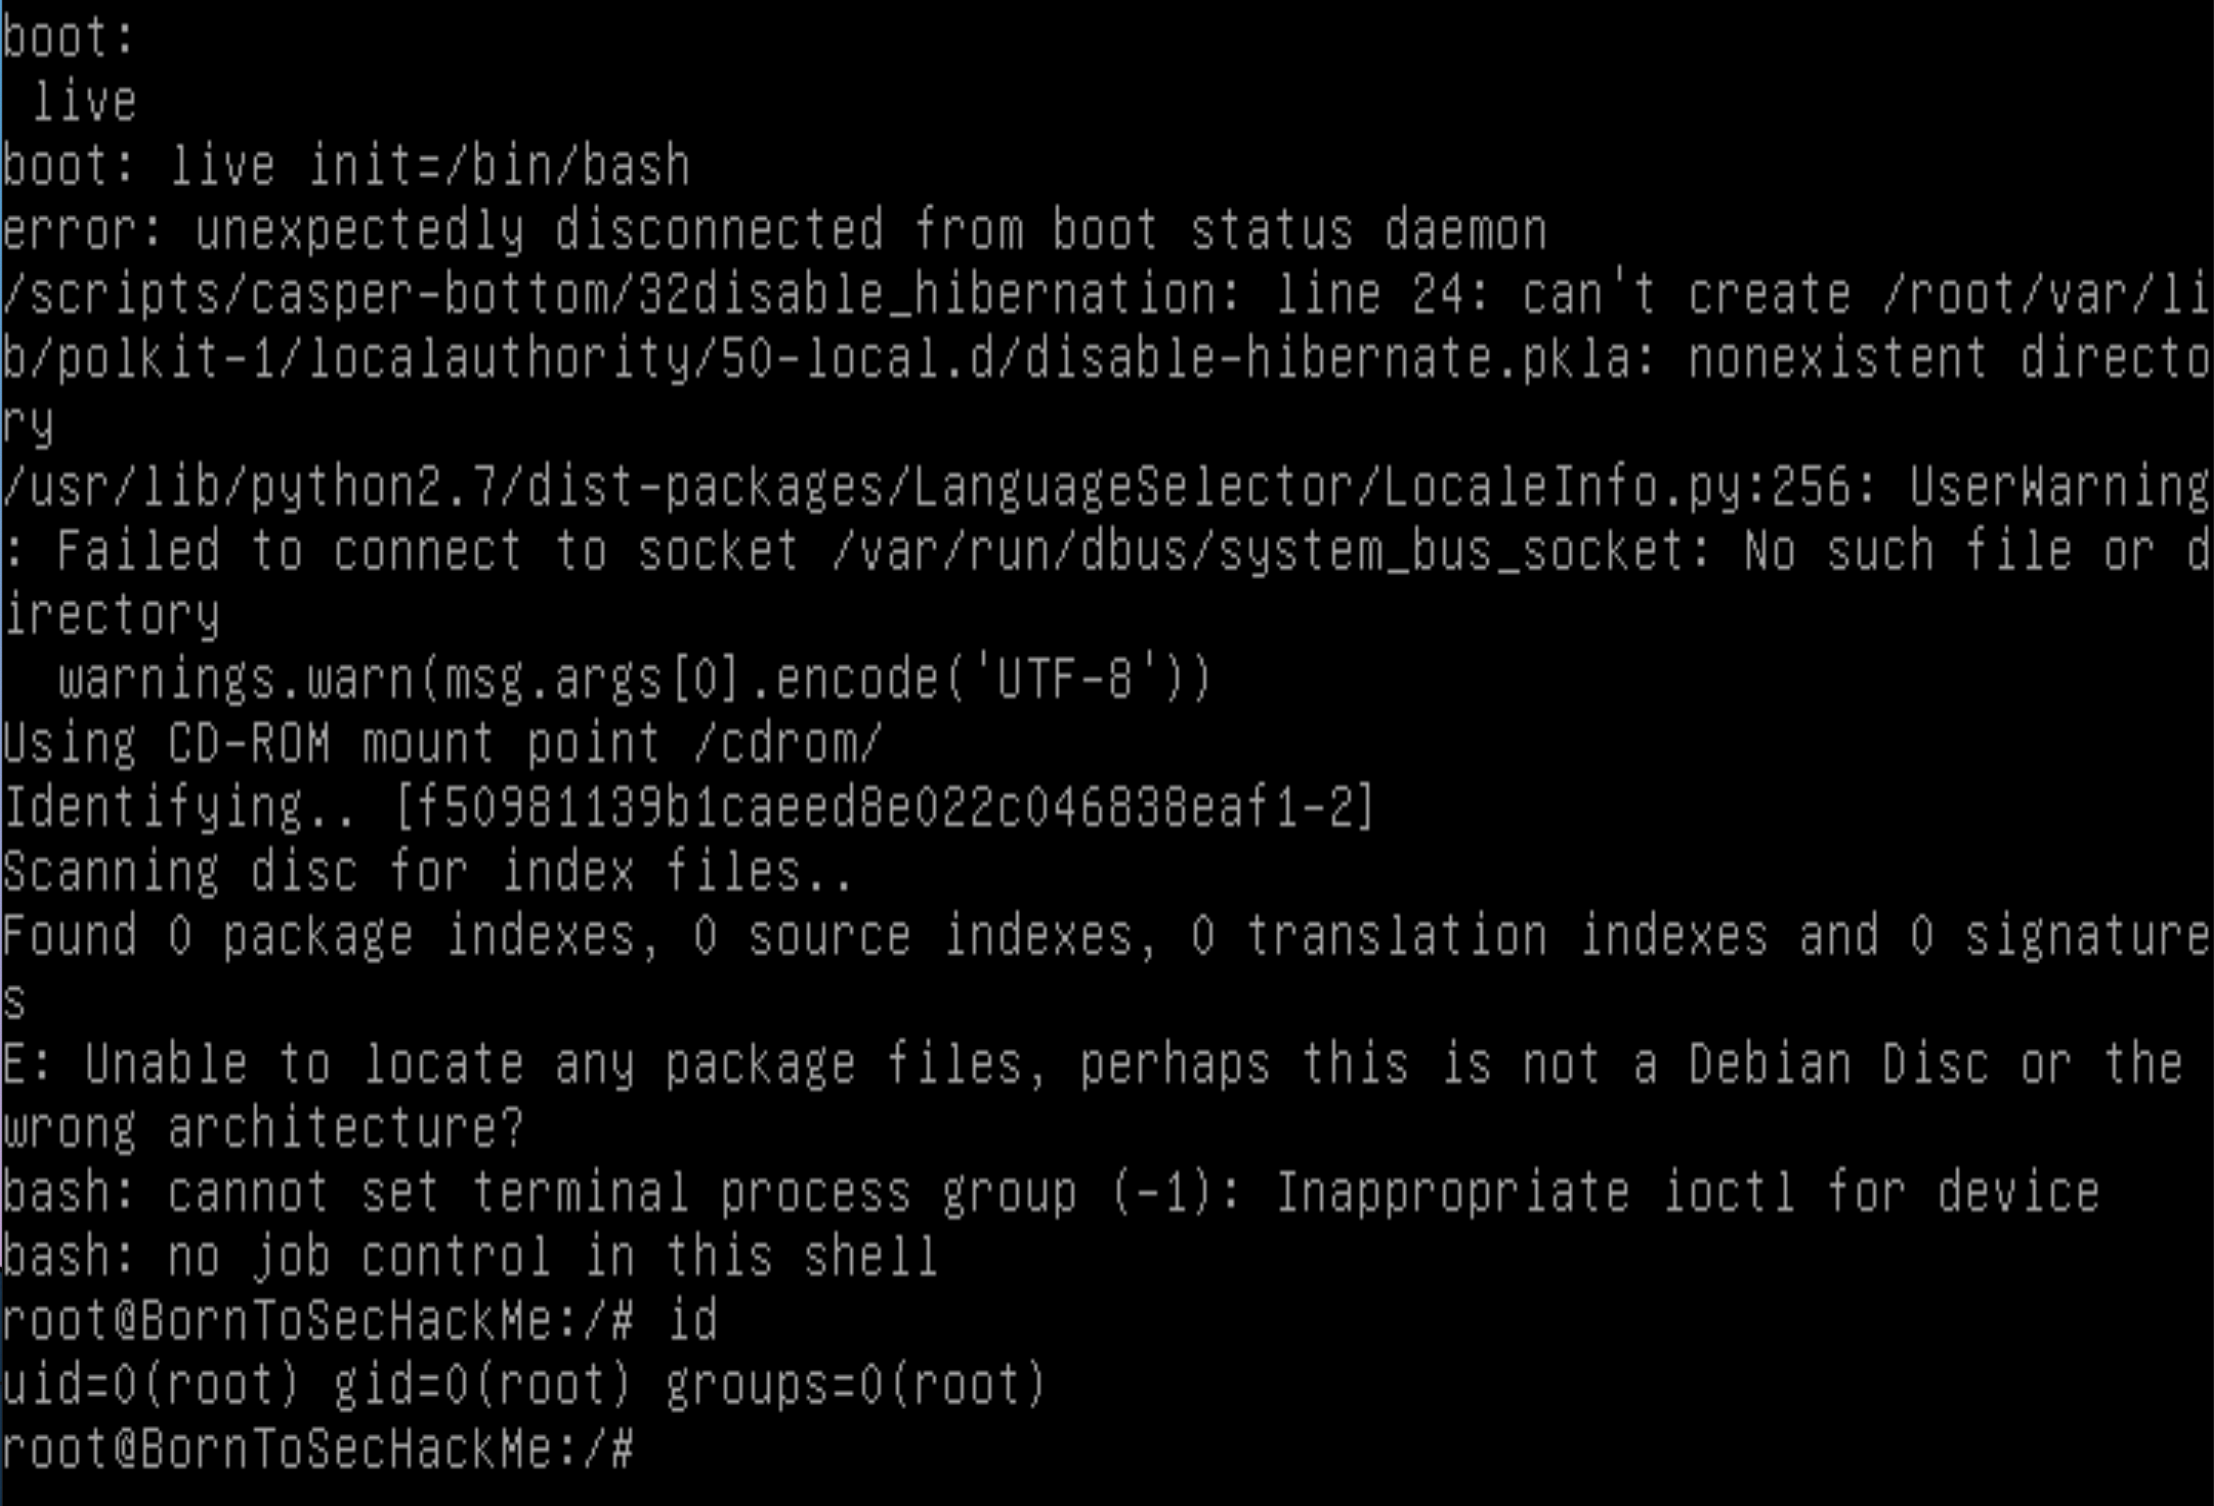 boot:
 live
boot: live init=/bin/bash
error: unexpectedly disconnected from boot status daemon
/scripts/casper-bottom/32disable_hibernation: line 24: can't create /root/var/li
b/polkit-1/localauthority/50-local.d/disable-hibernate.pkla: nonexistent directo
ry
/usr/lib/python2.7/dist-packages/LanguageSelector/LocaleInfo.py:256: UserWarning
: Failed to connect to socket /var/run/dbus/system_bus_socket: No such file or d
irectory
  warnings.warn(msg.args[0].encode('UTF-8'))
Using CD-ROM mount point /cdrom/
Identifying.. [f50981139b1caeed8e022c046838eaf1-2]
Scanning disc for index files..
Found 0 package indexes, 0 source indexes, 0 translation indexes and 0 signature
s
E: Unable to locate any package files, perhaps this is not a Debian Disc or the
wrong architecture?
bash: cannot set terminal process group (-1): Inappropriate ioctl for device
bash: no job control in this shell
root@BornToSecHackMe:/# id
uid=0(root) gid=0(root) groups=0(root)
root@BornToSecHackMe:/#